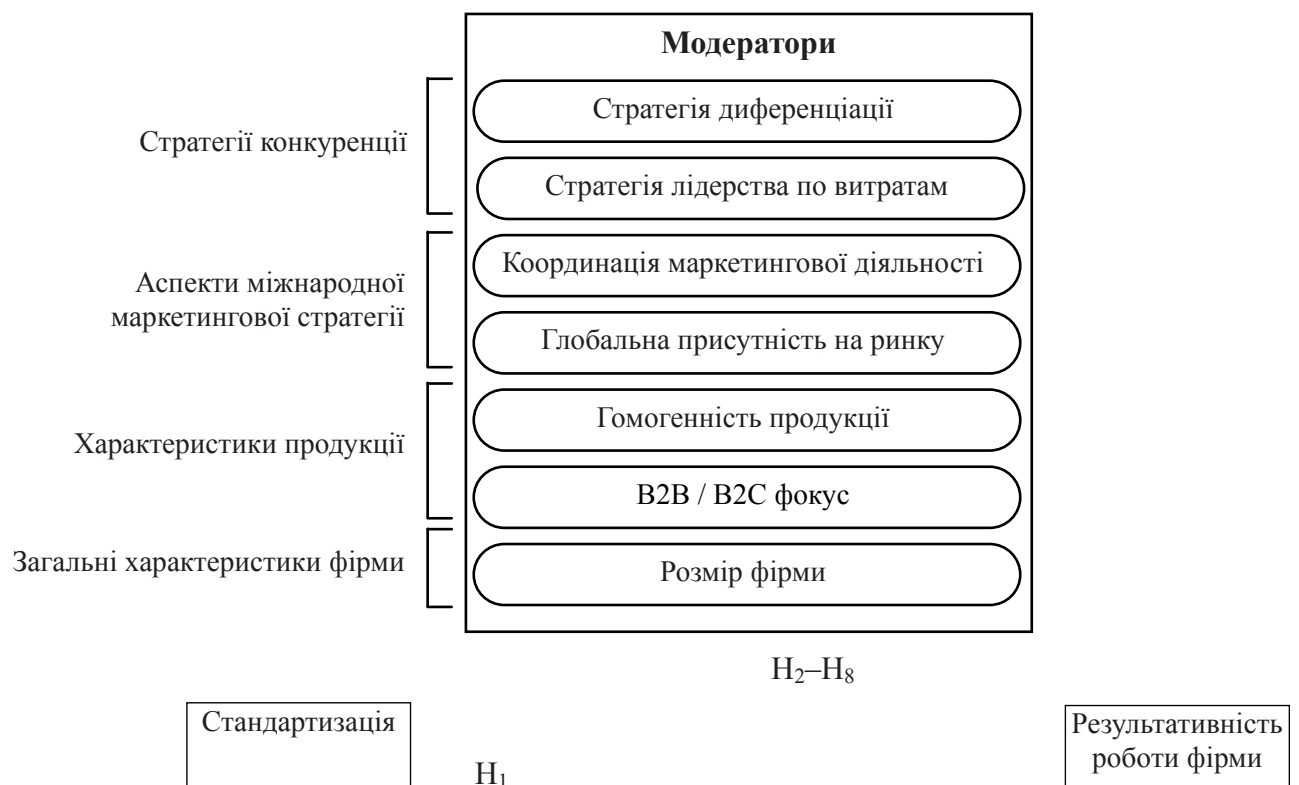 Модератори
Стратегії конкуренції
Стратегія диференціації
Стратегія лідерства по витратам
Аспекти міжнародної
маркетингової стратегії
Координація маркетингової діяльності
Глобальна присутність на ринку
Характеристики продукції
Гомогенність продукції
B2B / B2C фокус
Загальні характеристики фірми
Розмір фірми
H₂–H₈
Стандартизація
H₁
Результативність
роботи фірми